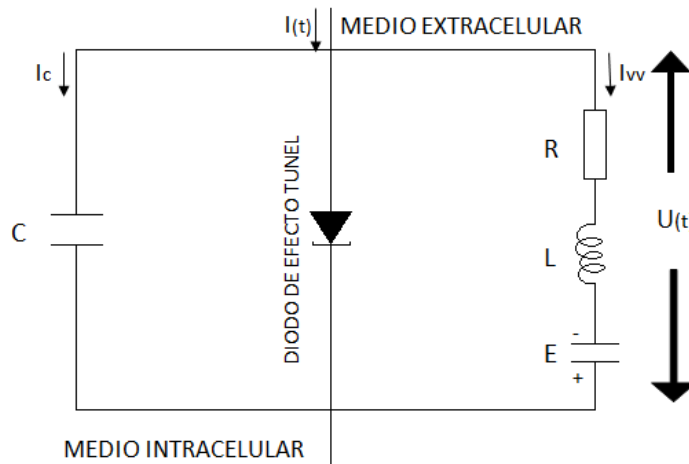 I(t)
MEDIO EXTRACELULAR
Ic
Ivv
R
DIODO DE EFECTO TUNEL
U(t
C
L
-
E
+
MEDIO INTRACELULAR